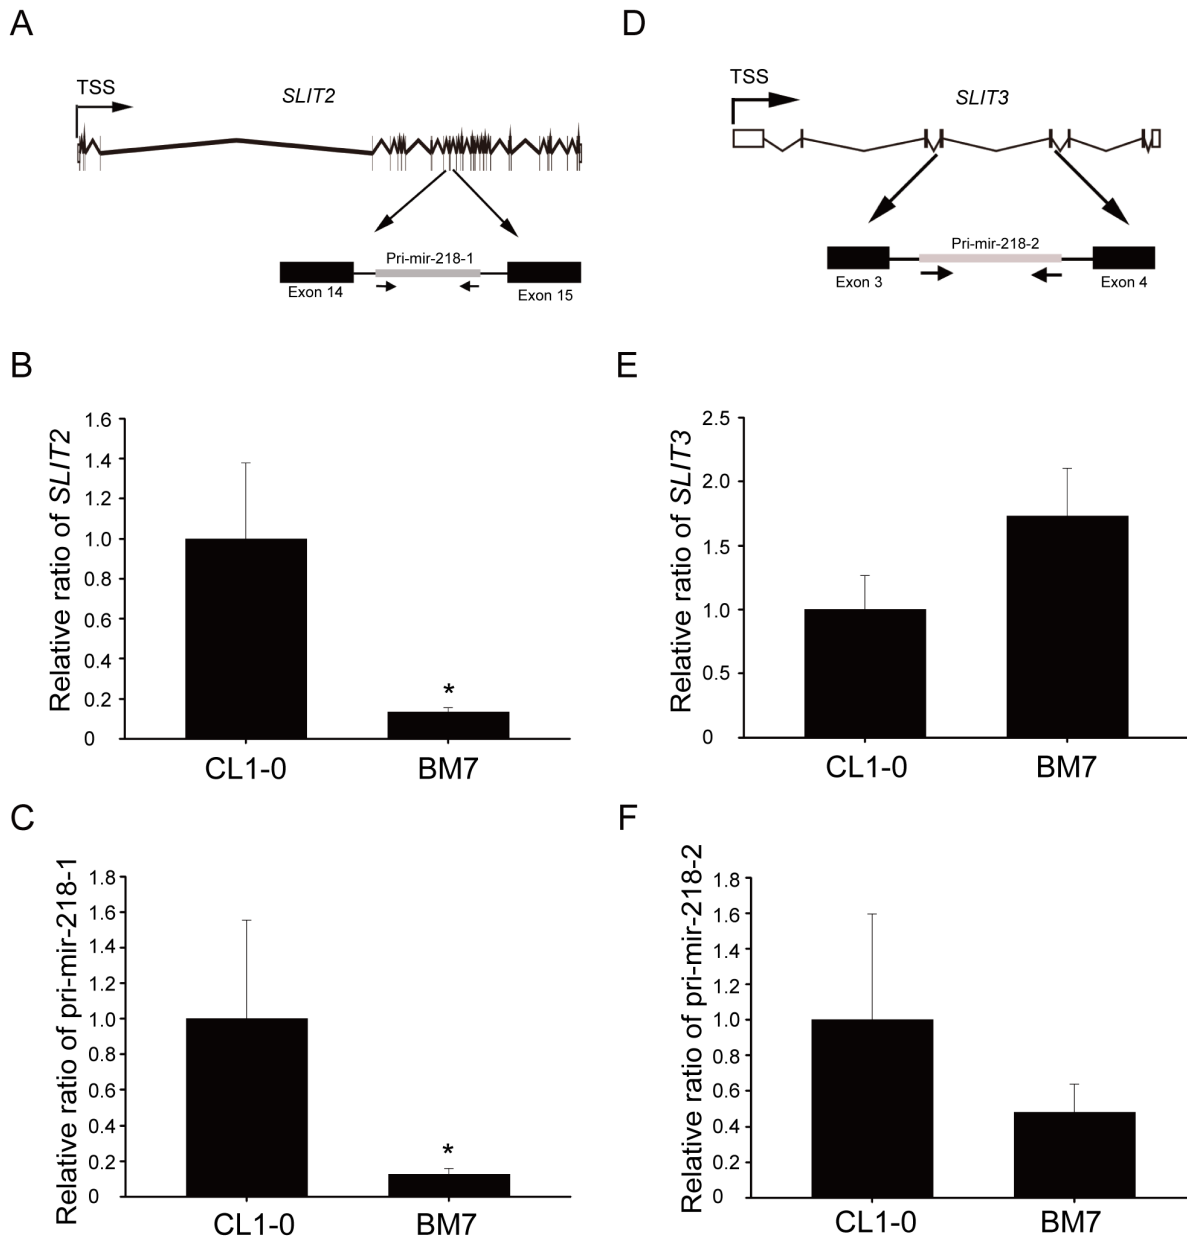 A
TSS
SLIT2
Pri-mir-218-1
Exon 14
Exon 15
B
Relative ratio of SLIT2
1.6
1.4
1.2
1.0
0.8
0.6
0.4
0.2
0
*
CL1-0
BM7
C
Relative ratio of pri-mir-218-1
1.8
1.6
1.4
1.2
1.0
0.8
0.6
0.4
0.2
0
*
CL1-0
BM7
D
TSS
SLIT3
Pri-mir-218-2
Exon 3
Exon 4
E
Relative ratio of SLIT3
2.5
2.0
1.5
1.0
0.5
0
CL1-0
BM7
F
Relative ratio of pri-mir-218-2
1.8
1.6
1.4
1.2
1.0
0.8
0.6
0.4
0.2
0
CL1-0
BM7